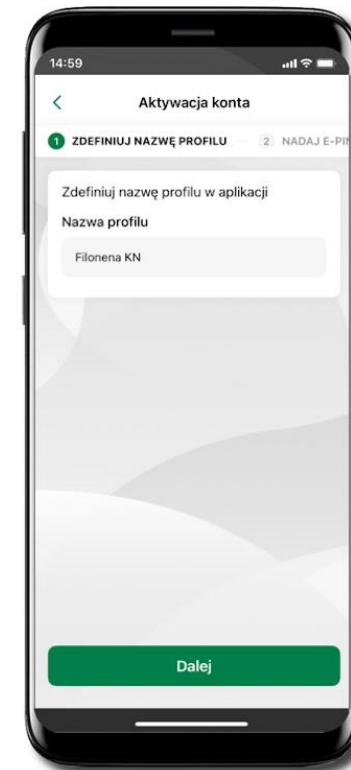 14:59
Aktywacja konta
1 ZDEFINIUJ NAZWĘ PROFILU 2 NADAJ E-PIN
Zdefiniuj nazwę profilu w aplikacji
Nazwa profilu
Filonena KN
Dalej